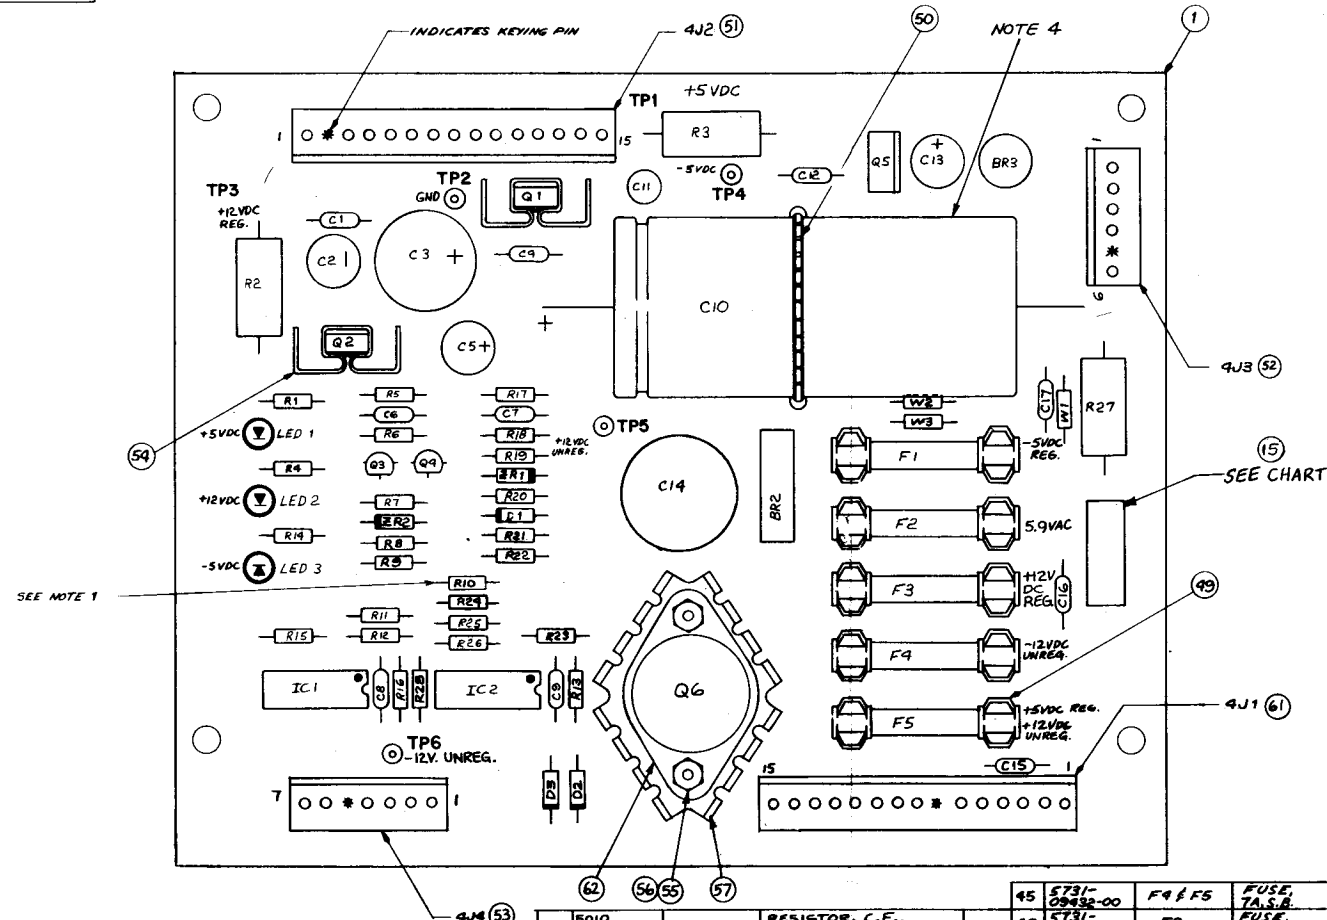 INDICATES KEYING PIN
4J2 51
50
NOTE 4
1
TP1
+5VDC
1
15
R3
-5VDC
TP4
C12
Q5
+
C13
BR3
1
6
TP3
+12VDC
REG.
TP2
GND
Q1
C11
C1
C2
C3 +
C9
R2
C10
+
Q2
C5+
4J3 52
54
R1
R5
R17
C6
C7
+5VDC
LED 1
R6
R18
+12VDC
UNREG.
TP5
W2
W3
C17
W1
R27
R19
R4
Q3
Q4
ZR1
F1
-5VDC
REG.
15
SEE CHART
R20
+12VDC
LED 2
R7
ZR2
D1
C14
BR2
F2
5.9VAC
R14
R8
R21
R9
R22
-5VDC
LED 3
SEE NOTE 1
R10
R24
F3
+12V
DC
REG.
C16
49
R11
R25
R15
R12
R26
R23
F4
-12VDC
UNREG.
IC1
C8
R16
R28
IC2
C9
R13
Q6
F5
+5VDC REG.
+12VDC
UNREG.
4J1 61
TP6
-12V. UNREG.
C15
15
1
7
1
D3
D2
62
56
55
57
4J4 53
45
5731-
09432-00
F4 & F5
FUSE,
7A, S.B.
5731-
FUSE,
5010
RESISTOR, C.F.,